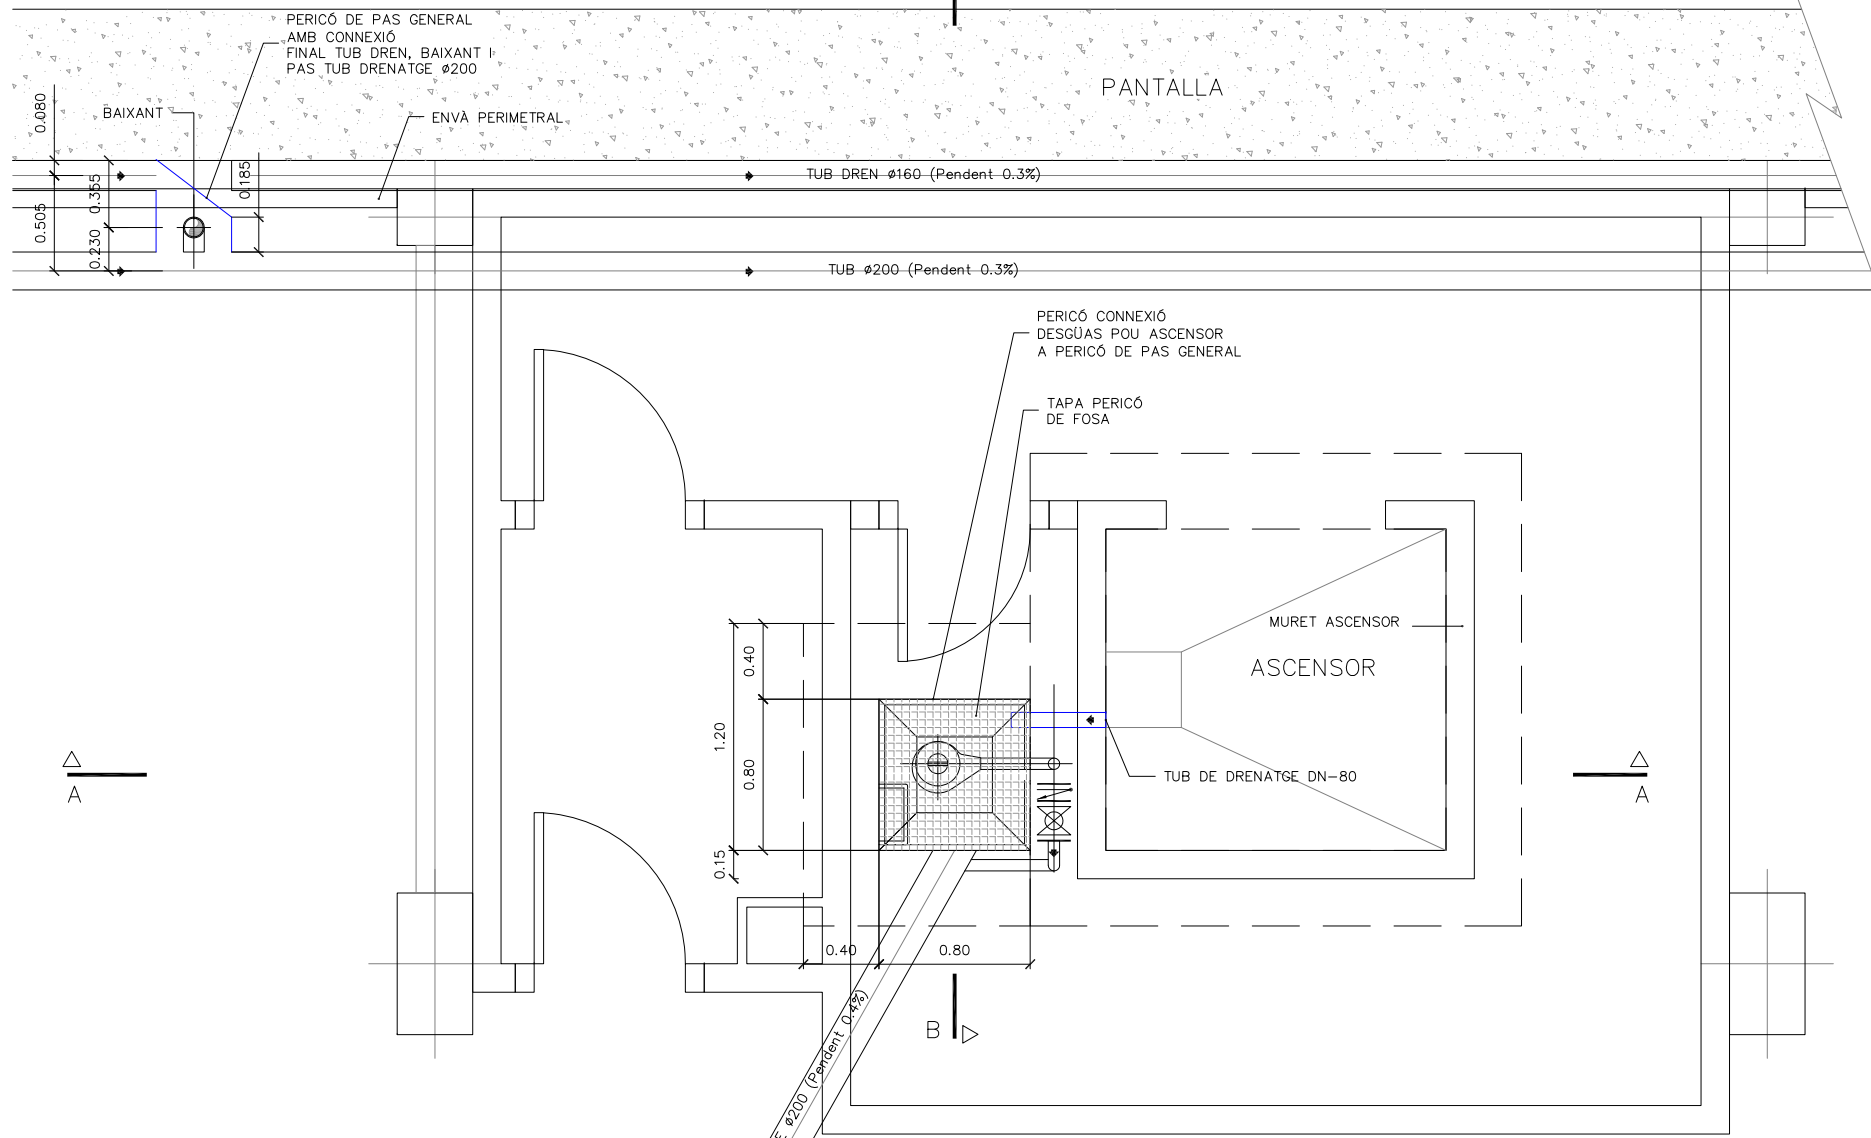 PERICÓ DE PAS GENERAL
AMB CONNEXIÓ
FINAL TUB DREN, BAIXANT I
PAS TUB DRENATGE ø200
PANTALLA
BAIXANT
ENVÀ PERIMETRAL
0.080
0.355
0.185
0.505
0.230
TUB DREN ø160 (Pendent 0.3%)
TUB ø200 (Pendent 0.3%)
PERICÓ CONNEXIÓ
DESGÜAS POU ASCENSOR
A PERICÓ DE PAS GENERAL
TAPA PERICÓ
DE FOSA
MURET ASCENSOR
ASCENSOR
0.40
1.20
0.80
0.15
TUB DE DRENATGE DN-80
A
A
0.40
0.80
B
ø200 (Pendent 0.4%)